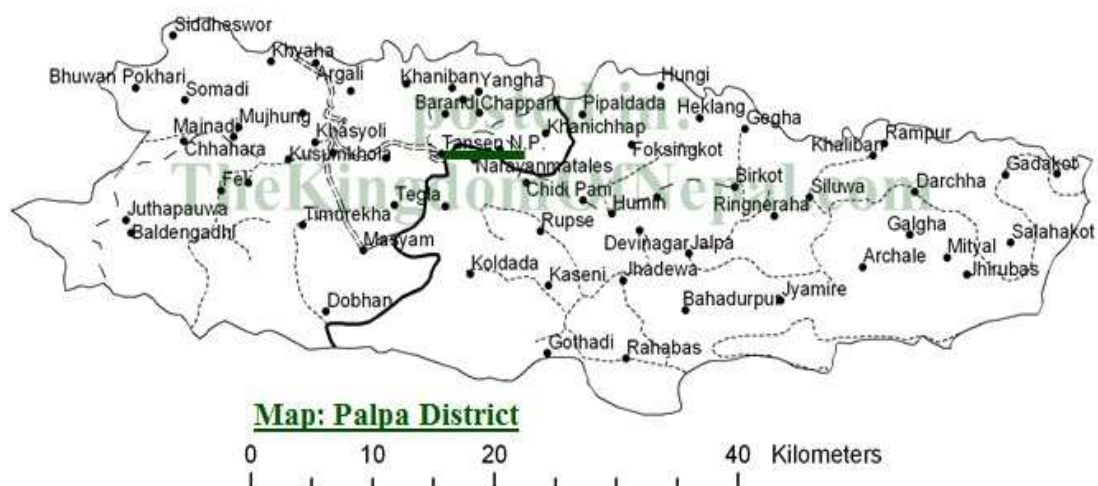 Siddheswor
Khyaha
Argali
Bhuwan Pokhari
Somadi
Khaniban
Yangha
Hungi
Barandi
Chappani
Pipaldada
Heklang
Gegha
Mainadi
Mujhung
Chhahara
Khasyoli
Kusumkhola
Khanichhap
Tansen N.P.
Foksingkot
Khaliban
Rampur
Narayanmatales
Gadakot
Feli
Chidi Pani
Birkot
Siluwa
Darchha
Juthapauwa
Baldengadhi
Timurekha
Tegla
Humin
Ringneraha
Rupse
Devinagar
Jalpa
Galgha
Salahakot
Masyam
Koldada
Kaseni
Jhadewa
Archale
Mityal
Jhirubas
Dobhan
Bahadurpur
Jyamire
Gothadi
Rahabas
posted in:
TheKingdomOfNepal.com
Map: Palpa District
0 10 20 40 Kilometers